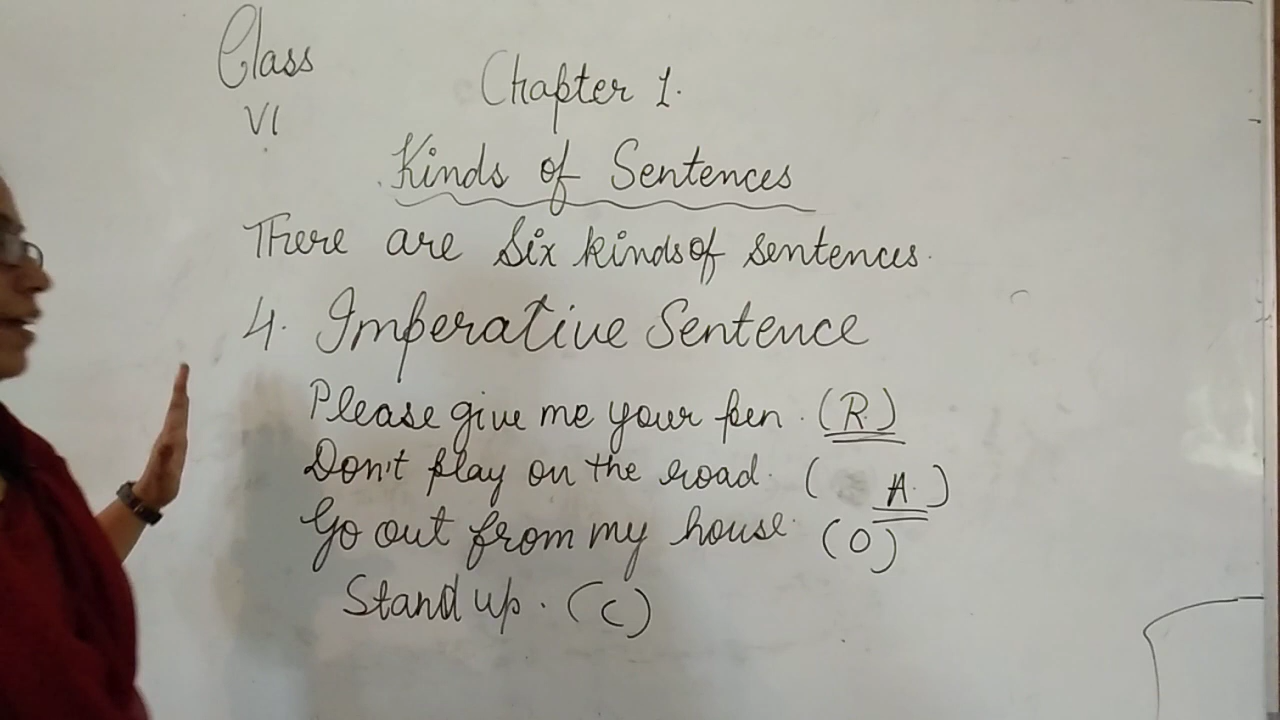 Class
VI
Chapter 1.
Kinds of Sentences
There are Six kinds of sentences.
4. Imperative Sentence
Please give me your pen. (R.)
Don't play on the road. (A.)
Go out from my house. (O)
Stand up. (C)